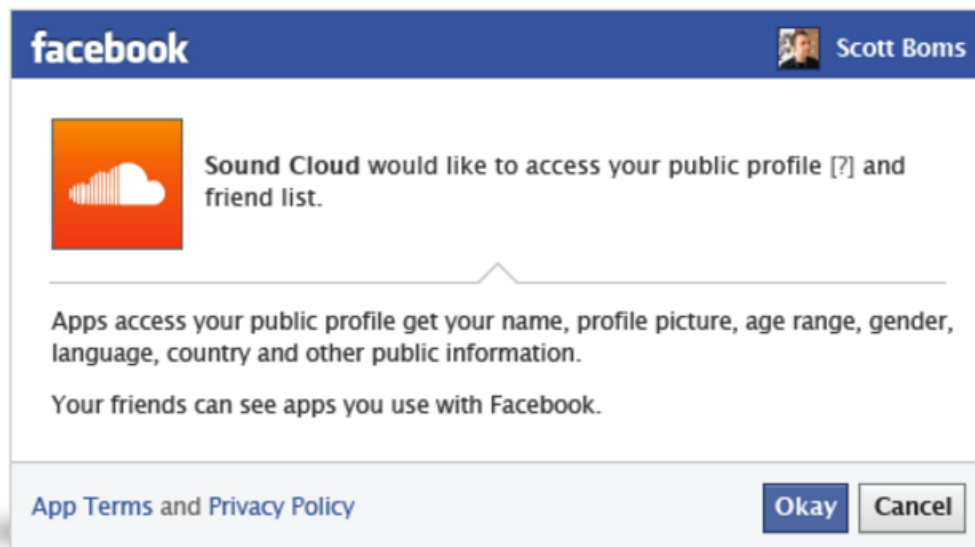 facebook
Scott Boms
Sound Cloud would like to access your public profile [?] and
friend list.
Apps access your public profile get your name, profile picture, age range, gender,
language, country and other public information.
Your friends can see apps you use with Facebook.
App Terms and Privacy Policy
Okay
Cancel